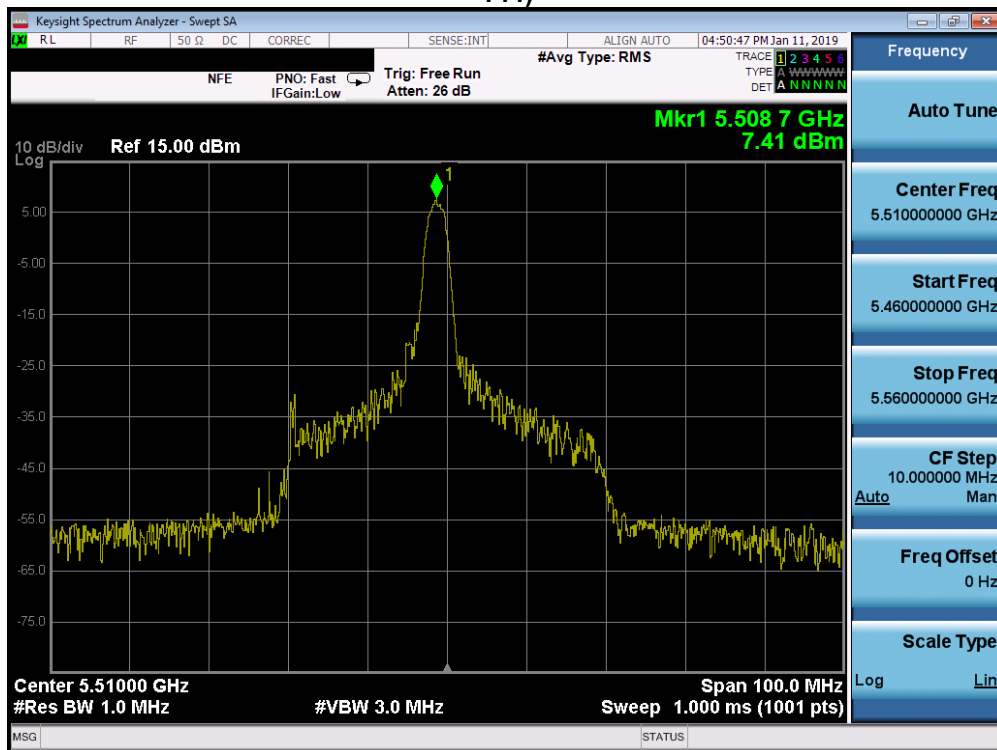 Keysight Spectrum Analyzer - Swept SA
LXI RL RF 50 Ω DC CORREC SENSE:INT ALIGN AUTO 04:50:47 PM Jan 11, 2019
#Avg Type: RMS TRACE 1 2 3 4 5 6
NFE PNO: Fast Trig: Free Run TYPE A WWWWW
IFGain:Low Atten: 26 dB DET A N N N N N
Mkr1 5.508 7 GHz
7.41 dBm
10 dB/div Ref 15.00 dBm
Log
1
5.00
-5.00
-15.0
-25.0
-35.0
-45.0
-55.0
-65.0
-75.0
Center 5.51000 GHz Span 100.0 MHz
#Res BW 1.0 MHz #VBW 3.0 MHz Sweep 1.000 ms (1001 pts)
MSG STATUS
Frequency
Auto Tune
Center Freq
5.510000000 GHz
Start Freq
5.460000000 GHz
Stop Freq
5.560000000 GHz
CF Step
10.000000 MHz
Auto Man
Freq Offset
0 Hz
Scale Type
Log Lin